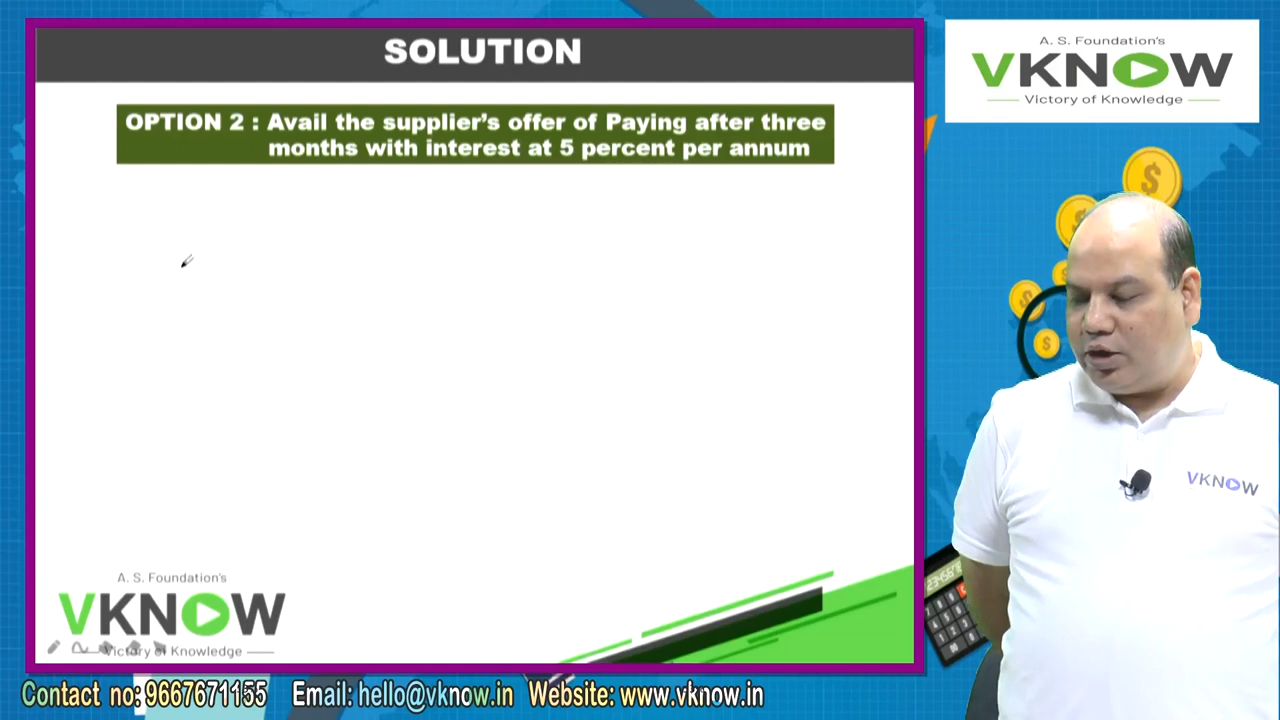 SOLUTION
OPTION 2 : Avail the supplier's offer of Paying after three
months with interest at 5 percent per annum
A. S. Foundation's
VKNOW
Victory of Knowledge
VKNOW
A. S. Foundation's
VKNOW
Victory of Knowledge
Contact no: 9667671155 Email: hello@vknow.in Website: www.vknow.in